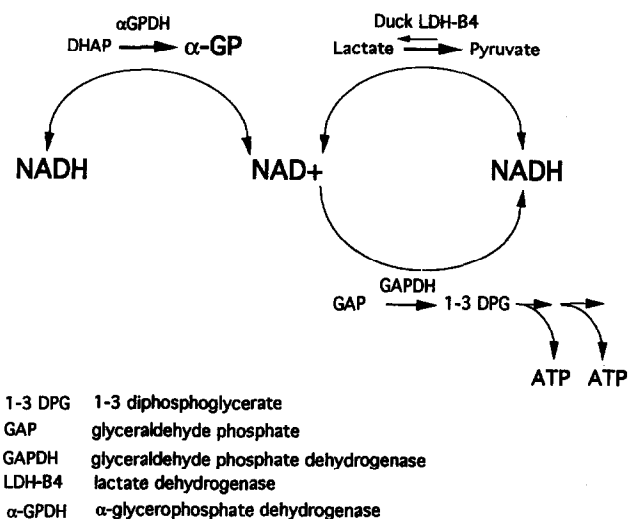 αGPDH
DHAP α-GP
Duck LDH-B4
Lactate Pyruvate
NADH NAD+ NADH
GAPDH
GAP 1-3 DPG
ATP ATP
1-3 DPG 1-3 diphosphoglycerate
GAP glyceraldehyde phosphate
GAPDH glyceraldehyde phosphate dehydrogenase
LDH-B4 lactate dehydrogenase
α-GPDH α-glycerophosphate dehydrogenase